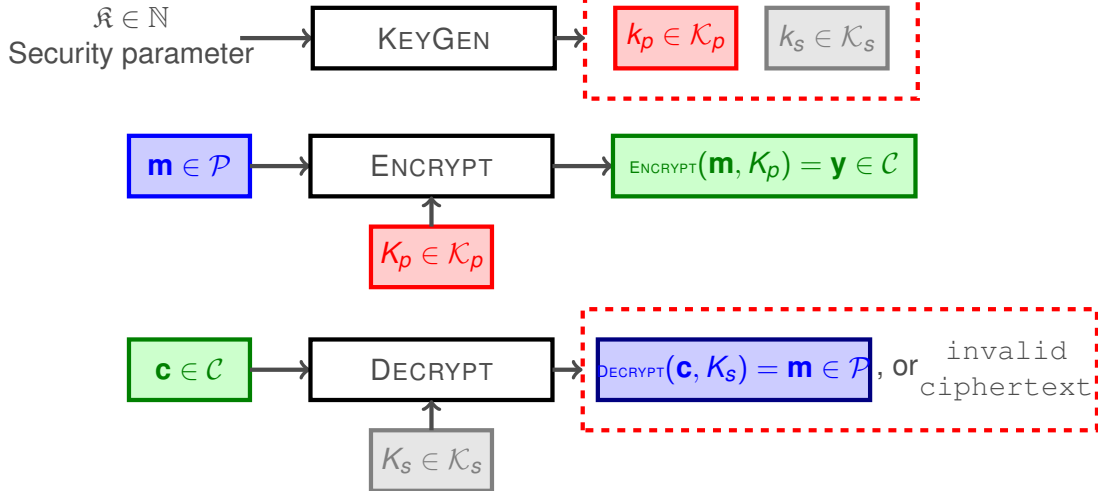 𝔎 ∈ ℕ
Security parameter
KEYGEN
k_p ∈ 𝒦_p
k_s ∈ 𝒦_s
m ∈ 𝒫
ENCRYPT
ENCRYPT(m, K_p) = y ∈ 𝒞
K_p ∈ 𝒦_p
c ∈ 𝒞
DECRYPT
DECRYPT(c, K_s) = m ∈ 𝒫 , or
invalid
ciphertext
K_s ∈ 𝒦_s